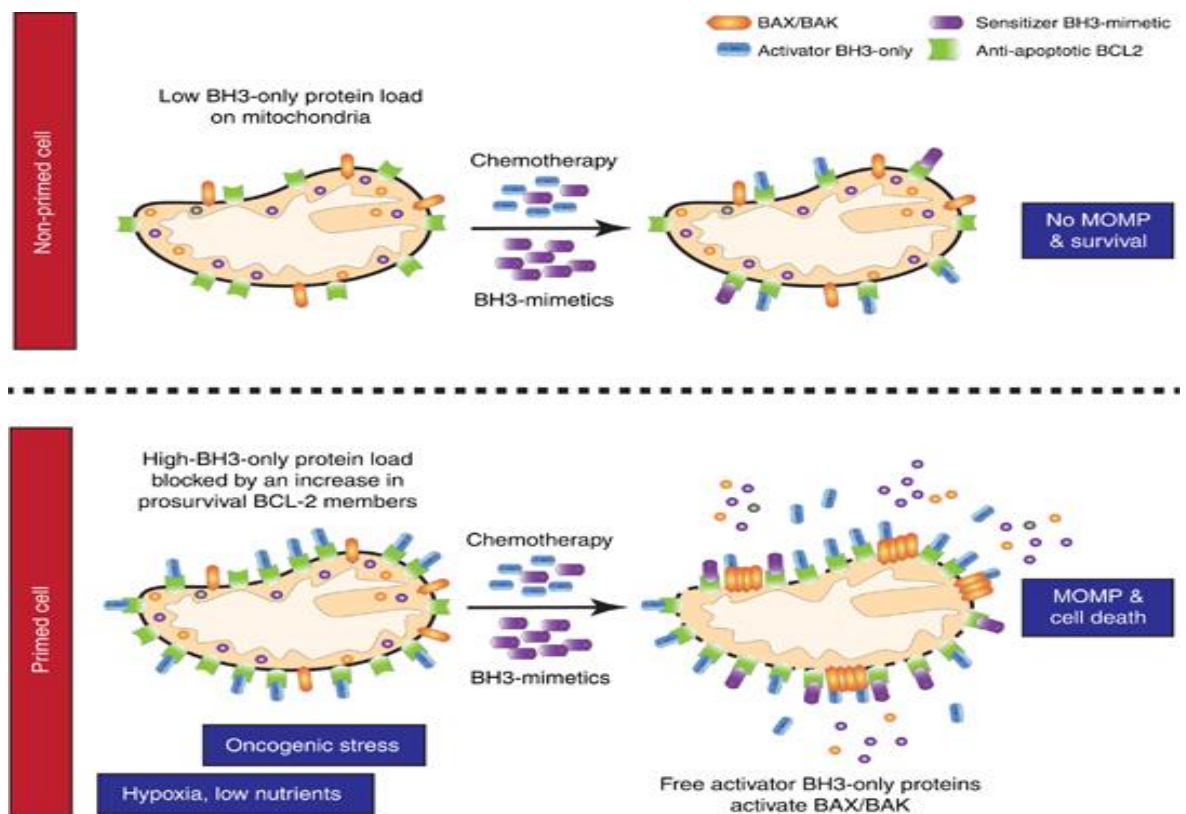 BAX/BAK
Sensitizer BH3-mimetic
Activator BH3-only
Anti-apoptotic BCL2
Non-primed cell
Low BH3-only protein load
on mitochondria
Chemotherapy
BH3-mimetics
No MOMP
& survival
Primed cell
High-BH3-only protein load
blocked by an increase in
prosurvival BCL-2 members
Chemotherapy
BH3-mimetics
MOMP &
cell death
Oncogenic stress
Hypoxia, low nutrients
Free activator BH3-only proteins
activate BAX/BAK